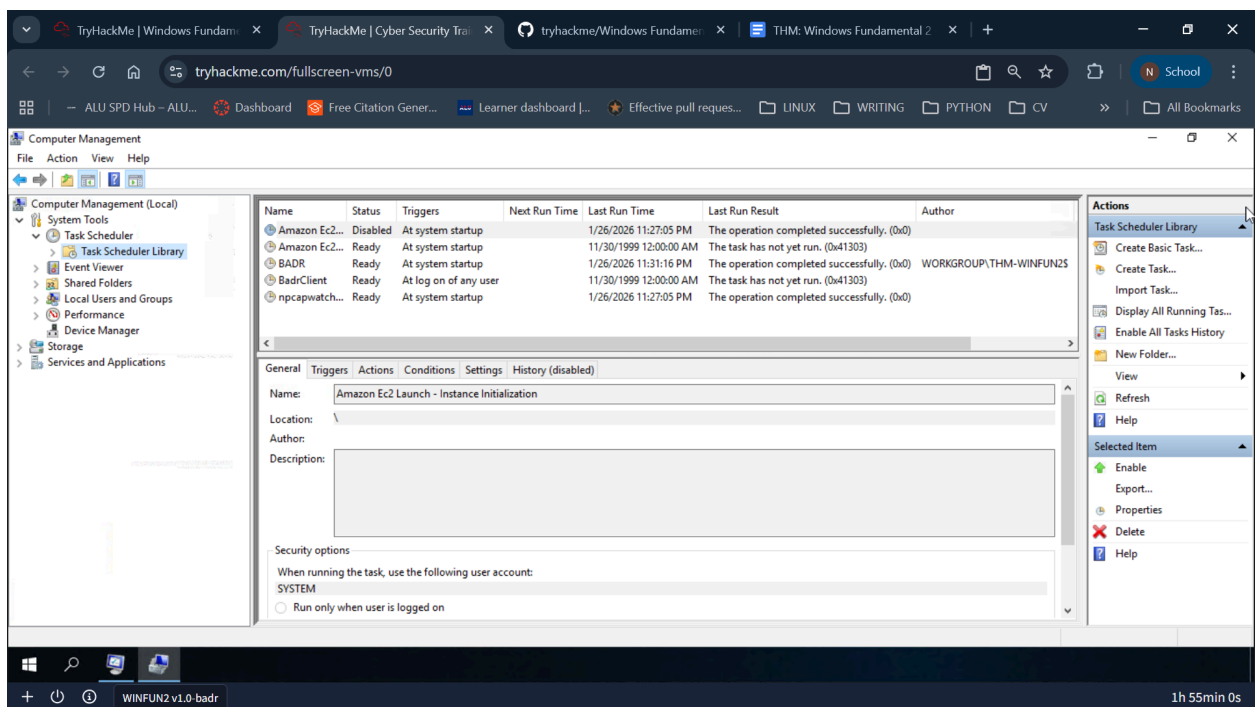 TryHackMe | Windows Fundam
TryHackMe | Cyber Security Trai
tryhackme/Windows Fundamen
THM: Windows Fundamental 2
tryhackme.com/fullscreen-vms/0
N School
ALU SPD Hub – ALU...
Dashboard
Free Citation Gener...
Learner dashboard |...
Effective pull reques...
LINUX
WRITING
PYTHON
CV
»
All Bookmarks
Computer Management
File Action View Help
Computer Management (Local)
System Tools
Task Scheduler
Task Scheduler Library
Event Viewer
Shared Folders
Local Users and Groups
Performance
Device Manager
Storage
Services and Applications
Name Status Triggers Next Run Time Last Run Time Last Run Result Author
Amazon Ec2... Disabled At system startup 1/26/2026 11:27:05 PM The operation completed successfully. (0x0)
Amazon Ec2... Ready At system startup 11/30/1999 12:00:00 AM The task has not yet run. (0x41303)
BADR Ready At system startup 1/26/2026 11:31:16 PM The operation completed successfully. (0x0) WORKGROUP\THM-WINFUN2$
BadrClient Ready At log on of any user 11/30/1999 12:00:00 AM The task has not yet run. (0x41303)
npcapwatch... Ready At system startup 1/26/2026 11:27:05 PM The operation completed successfully. (0x0)
General Triggers Actions Conditions Settings History (disabled)
Name: Amazon Ec2 Launch - Instance Initialization
Location: \
Author:
Description:
Security options
When running the task, use the following user account:
SYSTEM
Run only when user is logged on
Actions
Task Scheduler Library
Create Basic Task...
Create Task...
Import Task...
Display All Running Tas...
Enable All Tasks History
New Folder...
View
Refresh
Help
Selected Item
Enable
Export...
Properties
Delete
Help
WINFUN2 v1.0-badr
1h 55min 0s